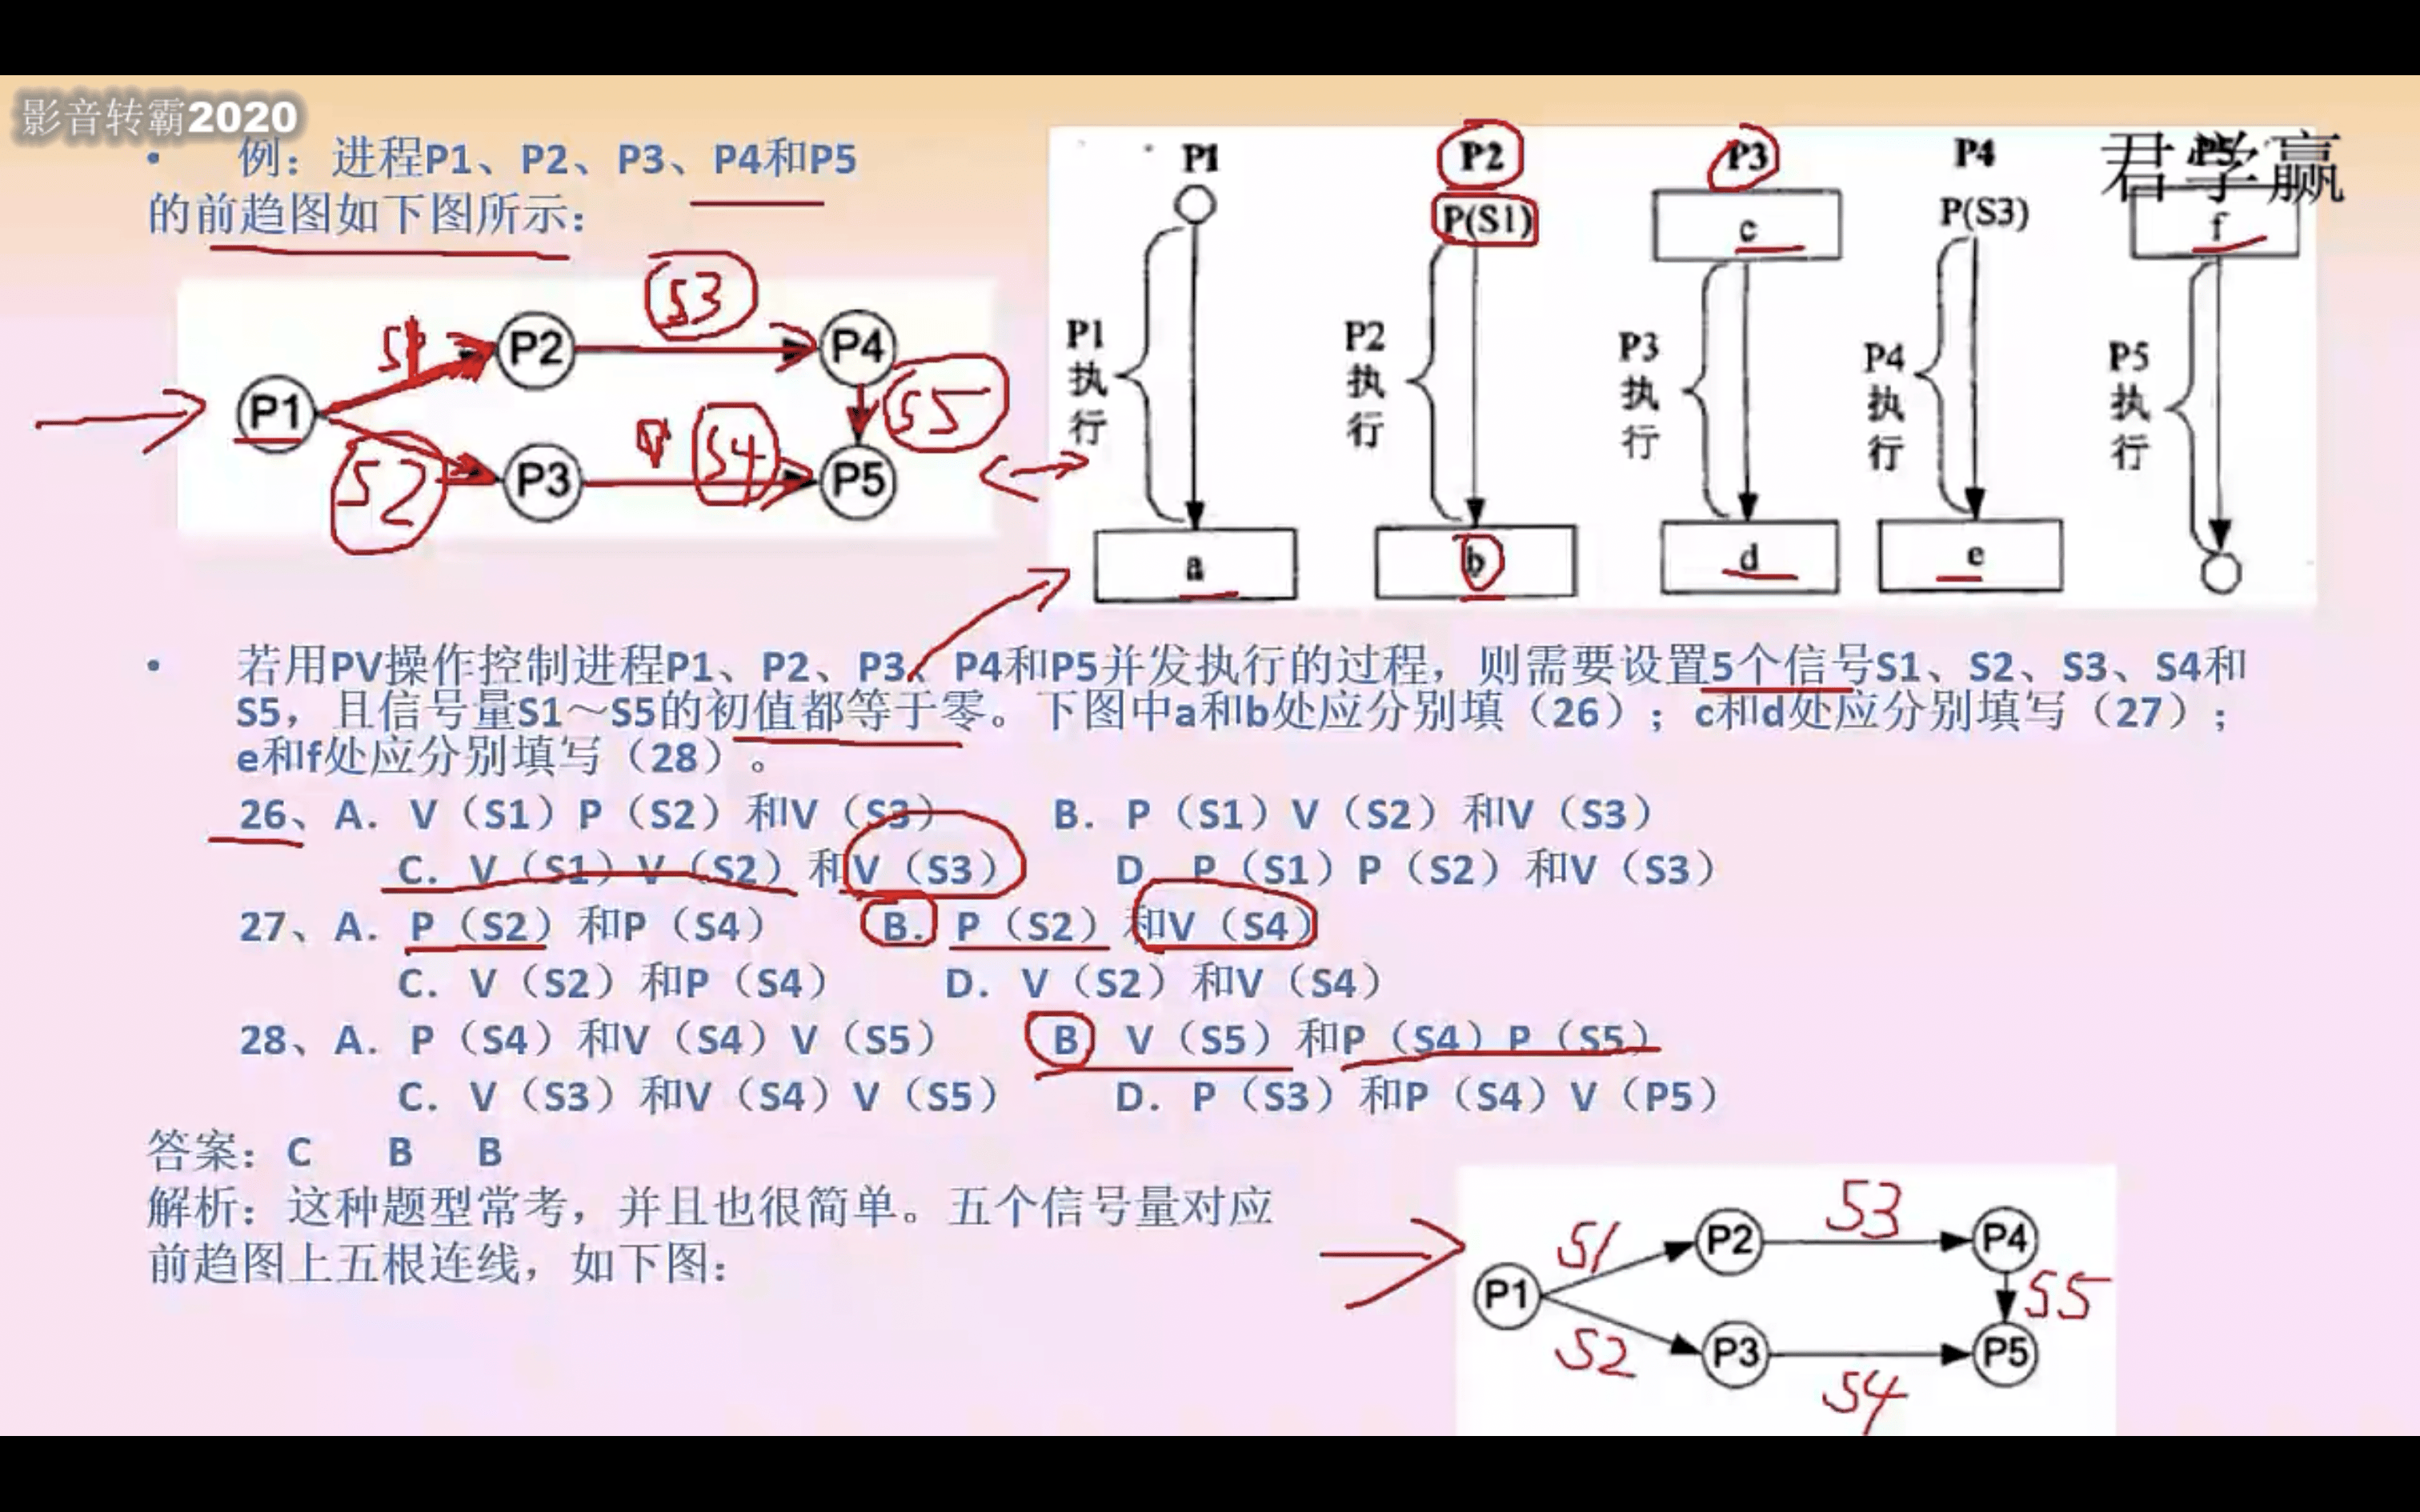 影音转霸2020
君学赢
• 例：进程P1、P2、P3、P4和P5
的前趋图如下图所示：
S1
S3
P2
P4
P1
S5
S2
S4
P3
P5
P1
P2
P3
P4
P5
P(S1)
c
P(S3)
f
P1执行
P2执行
P3执行
P4执行
P5执行
a
b
d
e
• 若用PV操作控制进程P1、P2、P3、P4和P5并发执行的过程，则需要设置5个信号S1、S2、S3、S4和
S5，且信号量S1～S5的初值都等于零。下图中a和b处应分别填（26）；c和d处应分别填写（27）；
e和f处应分别填写（28）。
26、A．V（S1）P（S2）和V（S3） B．P（S1）V（S2）和V（S3）
C．V（S1）V（S2）和V（S3） D．P（S1）P（S2）和V（S3）
27、A．P（S2）和P（S4） B．P（S2）和V（S4）
C．V（S2）和P（S4） D．V（S2）和V（S4）
28、A．P（S4）和V（S4）V（S5） B V（S5）和P（S4）P（S5）
C．V（S3）和V（S4）V（S5） D．P（S3）和P（S4）V（P5）
答案：C B B
解析：这种题型常考，并且也很简单。五个信号量对应
前趋图上五根连线，如下图：
S1
S3
P2
P4
P1
S5
S2
P3
P5
S4